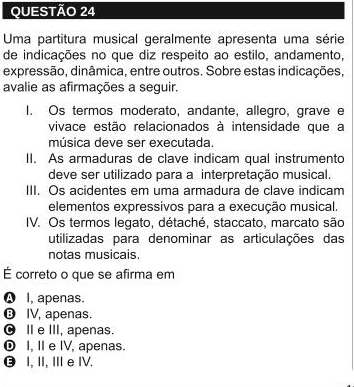 QUESTÃO 24
Uma partitura musical geralmente apresenta uma série
de indicações no que diz respeito ao estilo, andamento,
expressão, dinâmica, entre outros. Sobre estas indicações,
avalie as afirmações a seguir.
I. Os termos moderato, andante, allegro, grave e
vivace estão relacionados à intensidade que a
música deve ser executada.
II. As armaduras de clave indicam qual instrumento
deve ser utilizado para a interpretação musical.
III. Os acidentes em uma armadura de clave indicam
elementos expressivos para a execução musical.
IV. Os termos legato, détaché, staccato, marcato são
utilizadas para denominar as articulações das
notas musicais.
É correto o que se afirma em
A I, apenas.
B IV, apenas.
C II e III, apenas.
D I, II e IV, apenas.
E I, II, III e IV.